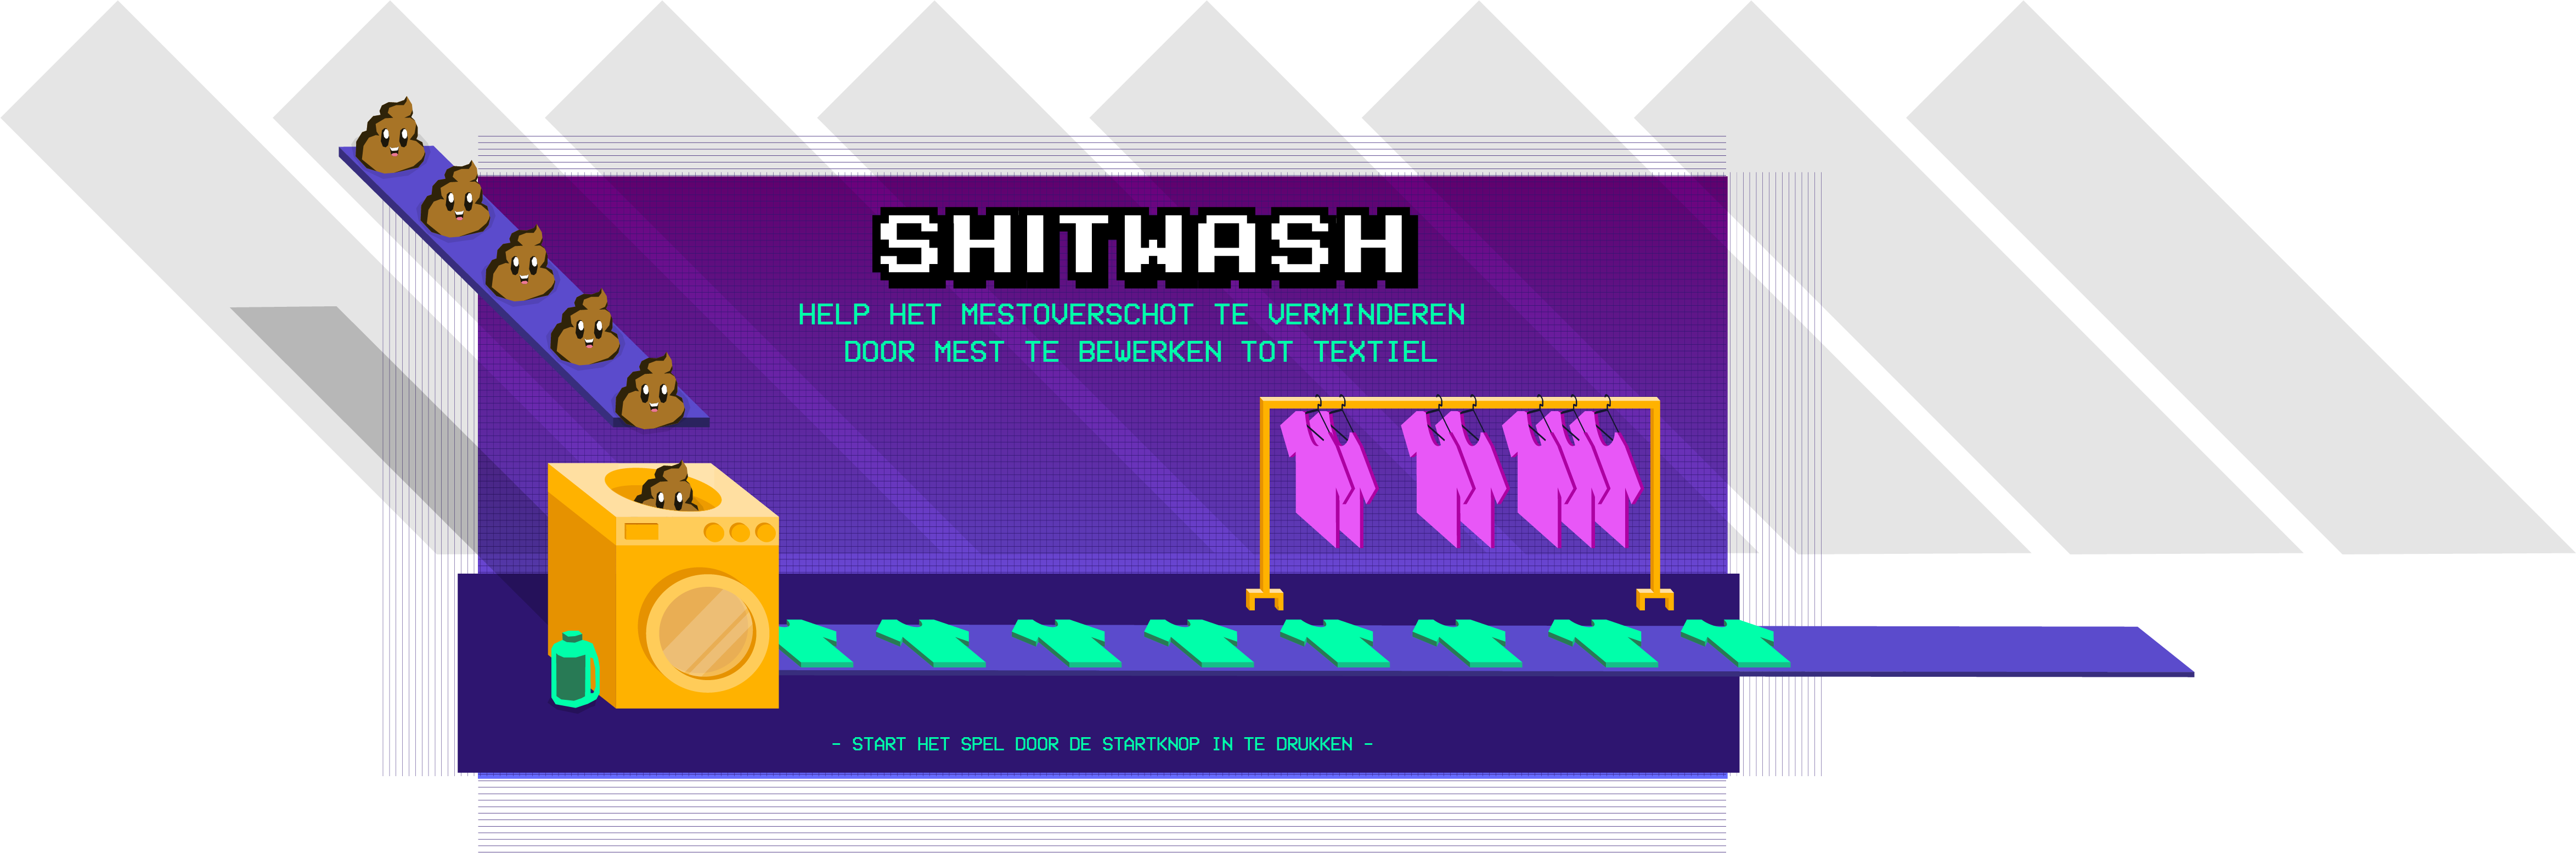 SHITWASH
HELP HET MESTOVERSCHOT TE VERMINDEREN
DOOR MEST TE BEWERKEN TOT TEXTIEL
- START HET SPEL DOOR DE STARTKNOP IN TE DRUKKEN -